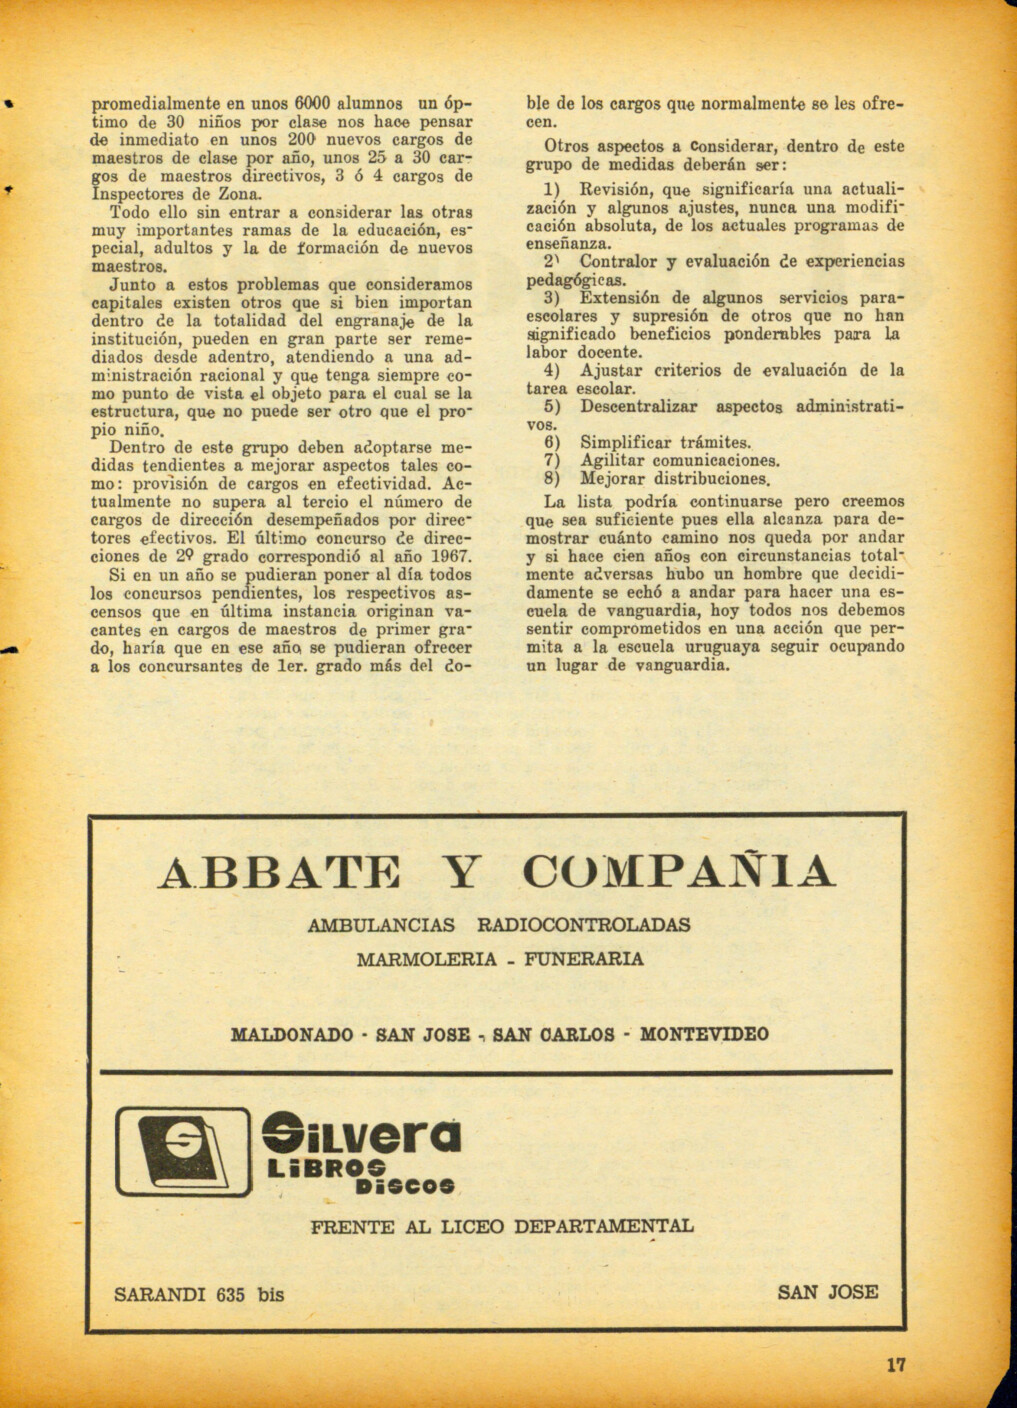 promedialmente en unos 6000 alumnos un óp-
timo de 30 niños por clase nos hace pensar
de inmediato en unos 200 nuevos cargos de
maestros de clase por año, unos 25 a 30 car-
gos de maestros directivos, 3 ó 4 cargos de
Inspectores de Zona.
Todo ello sin entrar a considerar las otras
muy importantes ramas de la educación, es-
pecial, adultos y la de formación de nuevos
maestros.
Junto a estos problemas que consideramos
capitales existen otros que si bien importan
dentro de la totalidad del engranaje de la
institución, pueden en gran parte ser reme-
diados desde adentro, atendiendo a una ad-
ministración racional y que tenga siempre co-
mo punto de vista el objeto para el cual se la
estructura, que no puede ser otro que el pro-
pio niño.
Dentro de este grupo deben adoptarse me-
didas tendientes a mejorar aspectos tales co-
mo: provisión de cargos en efectividad. Ac-
tualmente no supera al tercio el número de
cargos de dirección desempeñados por direc-
tores efectivos. El último concurso de direc-
ciones de 2º grado correspondió al año 1967.
Si en un año se pudieran poner al día todos
los concursos pendientes, los respectivos as-
censos que en última instancia originan va-
cantes en cargos de maestros de primer gra-
do, haría que en ese año se pudieran ofrecer
a los concursantes de 1er. grado más del do-
ble de los cargos que normalmente se les ofre-
cen.
Otros aspectos a considerar, dentro de este
grupo de medidas deberán ser:
1) Revisión, que significaría una actuali-
zación y algunos ajustes, nunca una modifi-
cación absoluta, de los actuales programas de
enseñanza.
2) Contralor y evaluación de experiencias
pedagógicas.
3) Extensión de algunos servicios para-
escolares y supresión de otros que no han
significado beneficios ponderables para la
labor docente.
4) Ajustar criterios de evaluación de la
tarea escolar.
5) Descentralizar aspectos administrati-
vos.
6) Simplificar trámites.
7) Agilitar comunicaciones.
8) Mejorar distribuciones.
La lista podría continuarse pero creemos
que sea suficiente pues ella alcanza para de-
mostrar cuánto camino nos queda por andar
y si hace cien años con circunstancias total-
mente adversas hubo un hombre que decidi-
damente se echó a andar para hacer una es-
cuela de vanguardia, hoy todos nos debemos
sentir comprometidos en una acción que per-
mita a la escuela uruguaya seguir ocupando
un lugar de vanguardia.
ABBATE Y COMPAÑIA
AMBULANCIAS RADIOCONTROLADAS
MARMOLERIA - FUNERARIA
MALDONADO - SAN JOSE - SAN CARLOS - MONTEVIDEO
S
SiLVera
LiBROS
DiSCOS
FRENTE AL LICEO DEPARTAMENTAL
SARANDI 635 bis
SAN JOSE
17